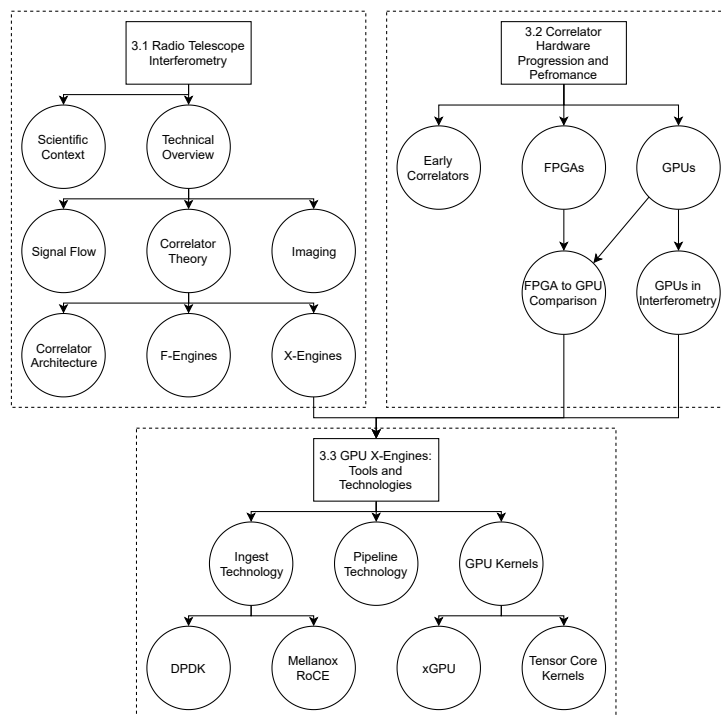 3.1 Radio Telescope
Interferometry
Scientific
Context
Technical
Overview
Signal Flow
Correlator
Theory
Imaging
Correlator
Architecture
F-Engines
X-Engines
3.2 Correlator
Hardware
Progression and
Pefromance
Early
Correlators
FPGAs
GPUs
FPGA to GPU
Comparison
GPUs in
Interferometry
3.3 GPU X-Engines:
Tools and
Technologies
Ingest
Technology
Pipeline
Technology
GPU Kernels
DPDK
Mellanox
RoCE
xGPU
Tensor Core
Kernels